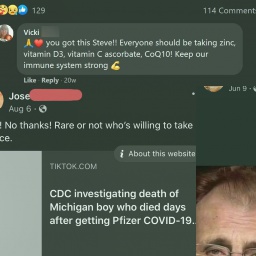 129
114 Comments
Vicki
you got this Steve!! Everyone should be taking zinc,
vitamin D3, vitamin C ascorbate, CoQ10! Keep our
immune system strong
Like · Reply · 20w
Jun 9 ·
Jose
Aug 6 ·
! No thanks! Rare or not who's willing to take
ce.
About this website
TIKTOK.COM
CDC investigating death of
Michigan boy who died days
after getting Pfizer COVID-19...